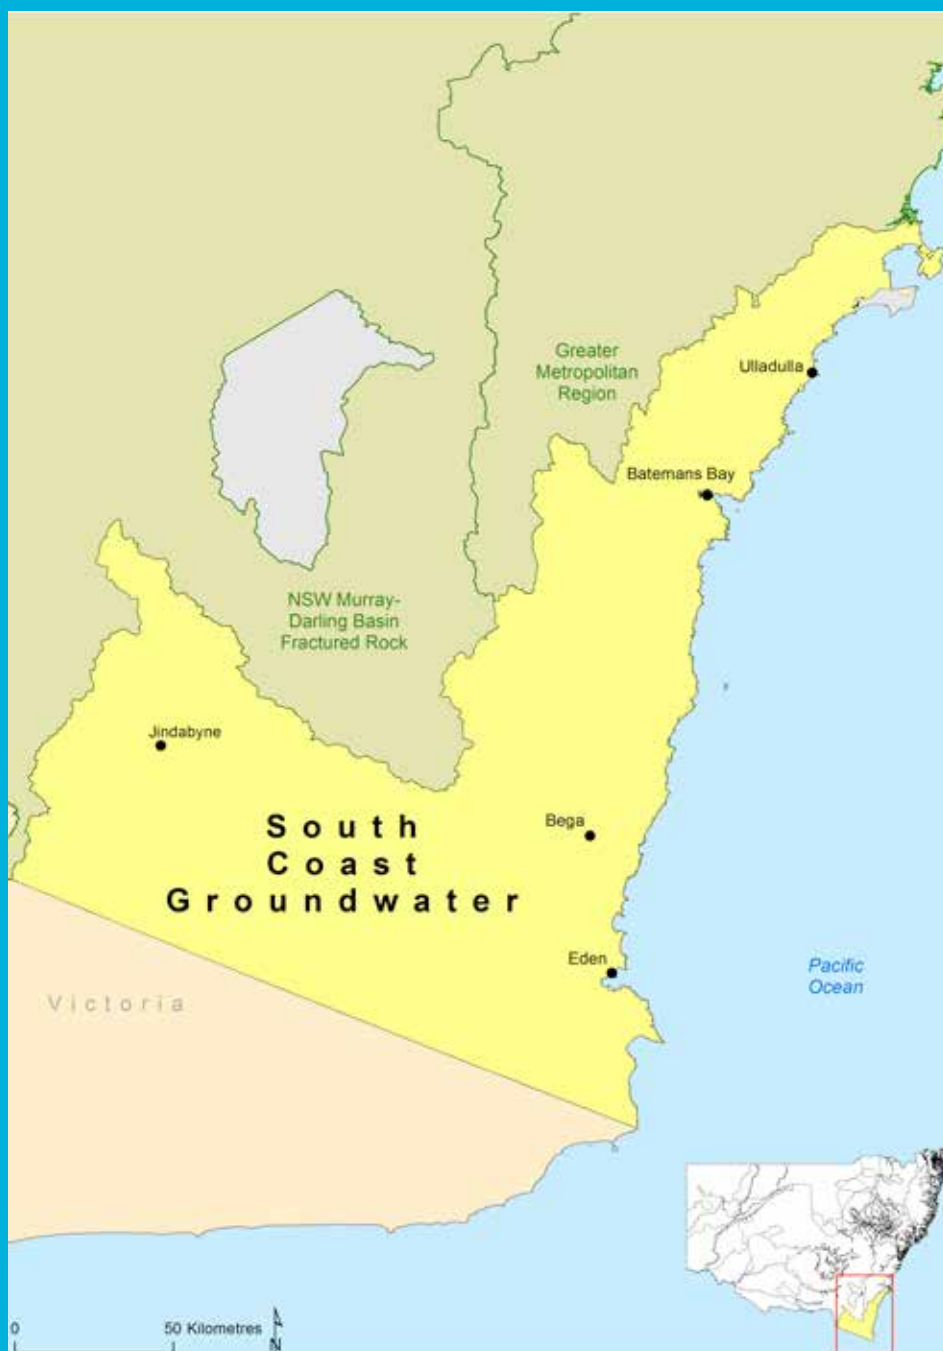 Greater
Metropolitan
Region
Ulladulla
Batemans Bay
NSW Murray-
Darling Basin
Fractured Rock
Jindabyne
South
Coast
Groundwater
Bega
Eden
Pacific
Ocean
Victoria
0
50 Kilometres
N